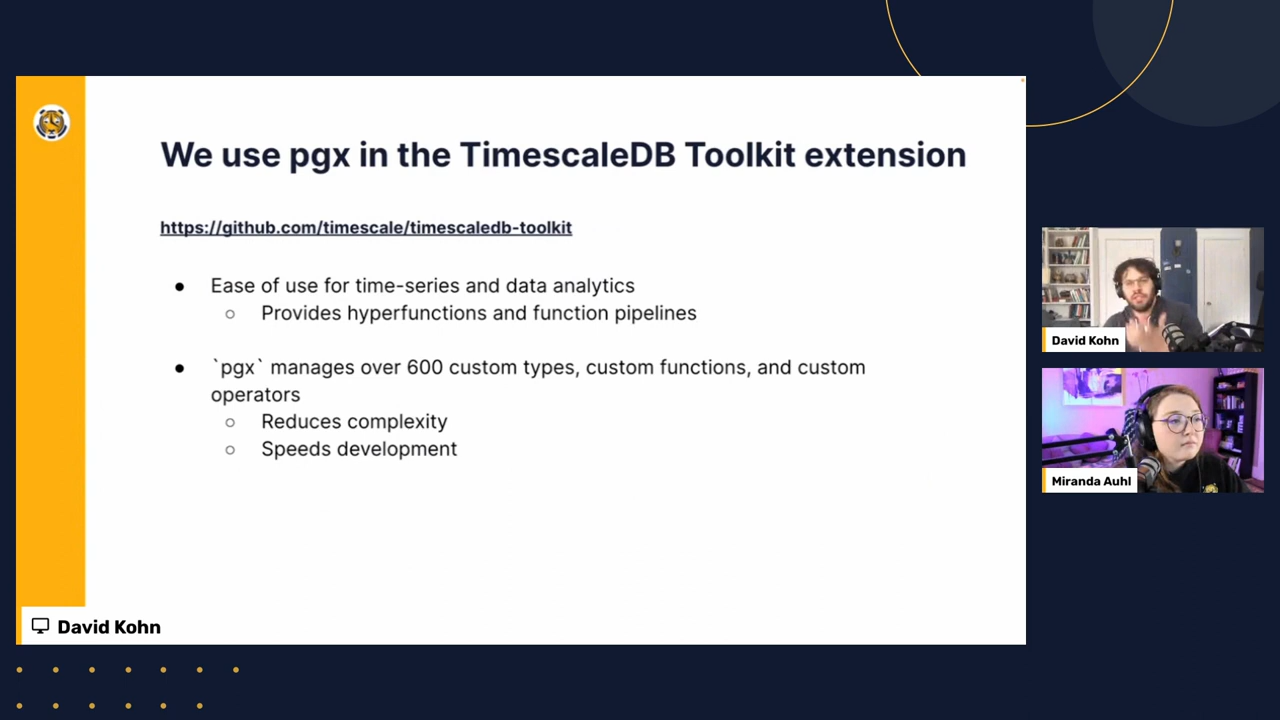 We use pgx in the TimescaleDB Toolkit extension
https://github.com/timescale/timescaledb-toolkit
● Ease of use for time-series and data analytics
○ Provides hyperfunctions and function pipelines
● `pgx` manages over 600 custom types, custom functions, and custom
operators
○ Reduces complexity
○ Speeds development
David Kohn
David Kohn
Miranda Auhl